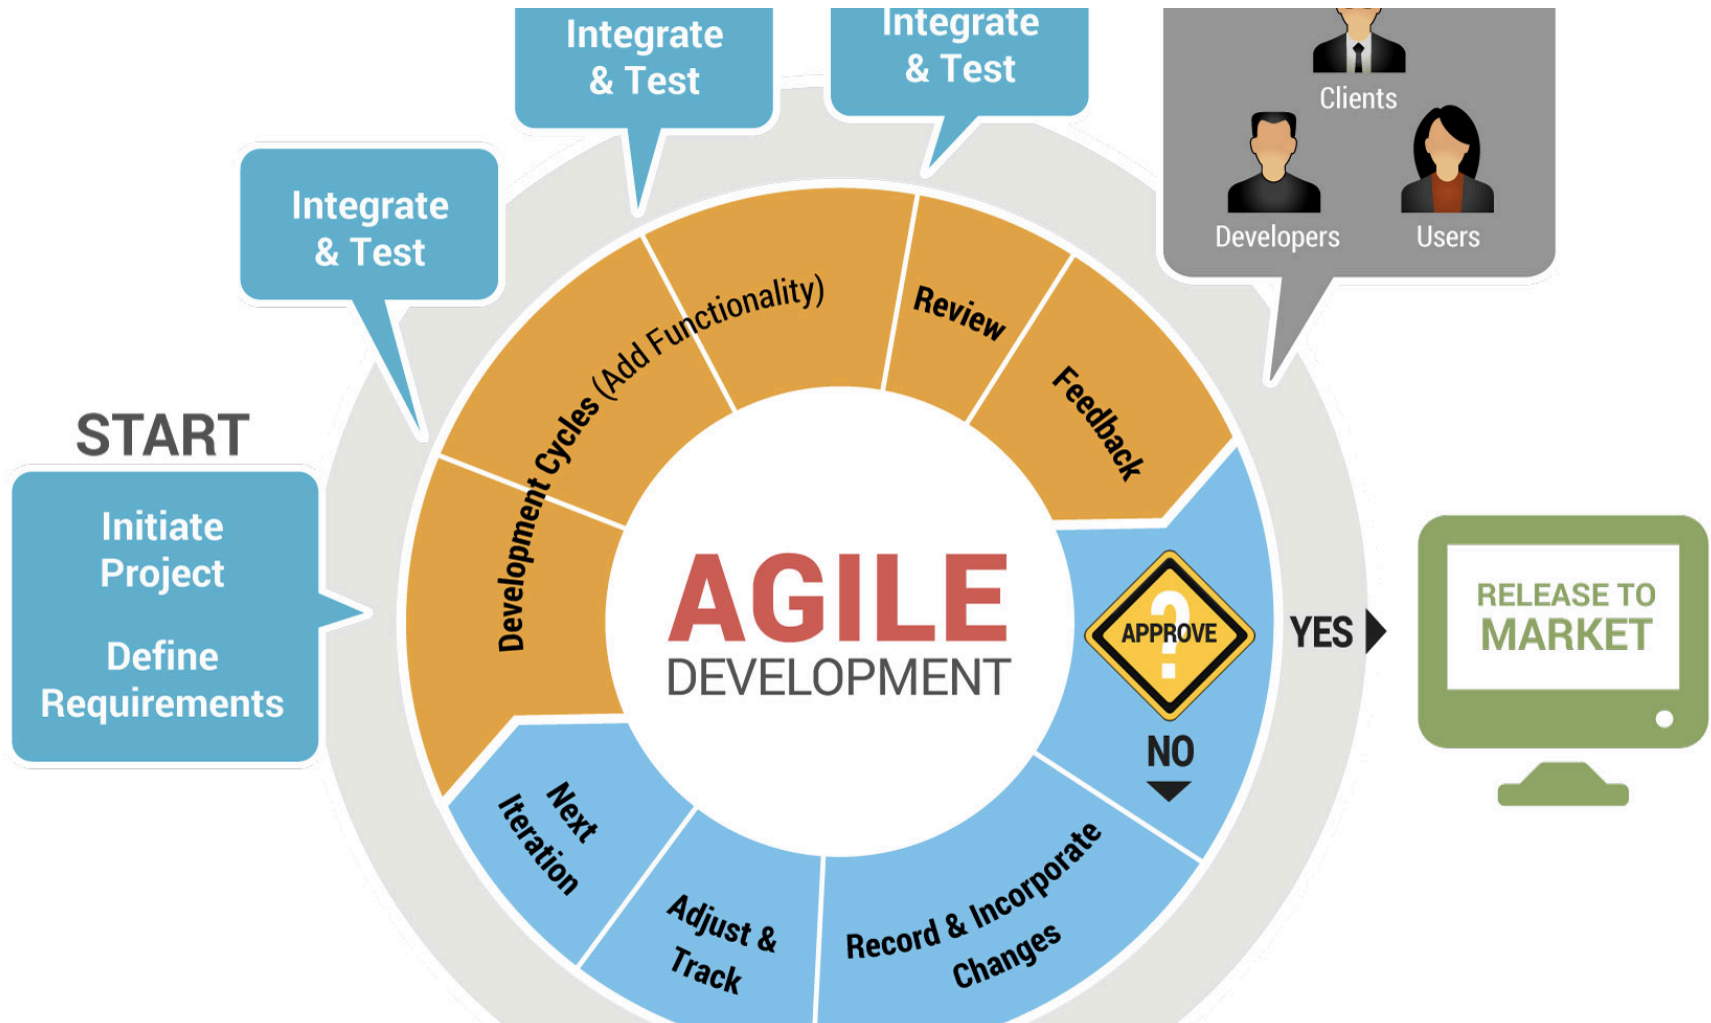 START
Initiate
Project
Define
Requirements
Integrate
& Test
Integrate
& Test
Integrate
& Test
Clients
Developers
Users
Development Cycles (Add Functionality)
Review
Feedback
AGILE
DEVELOPMENT
?
APPROVE
YES
NO
RELEASE TO
MARKET
Record & Incorporate
Changes
Adjust &
Track
Next
Iteration